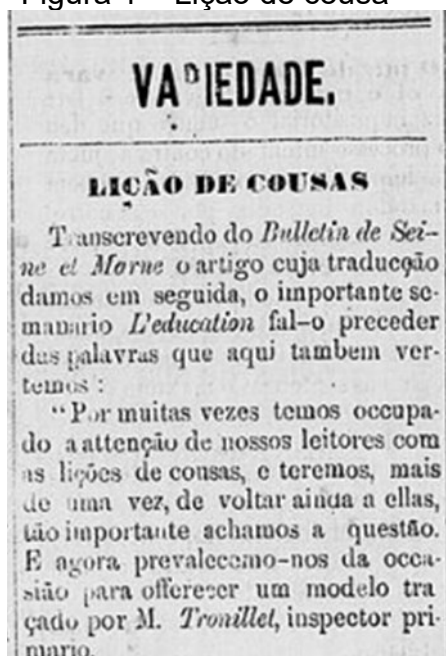 Figura 4 – Lição de cousa
VADIEDADE.
LIÇÃO DE COUSAS
Transcrevendo do Bulletin de Sei-
ne et Marne o artigo cuja traducção
damos em seguida, o importante se-
manario L'education fal-o preceder
das palavras que aqui tambem ver-
temos :
"Por muitas vezes temos occupa-
do a attenção de nossos leitores com
as lições de cousas, e teremos, mais
de uma vez, de voltar ainda a ellas,
tão importante achamos a questão.
E agora prevalecemo-nos da occa-
sião para offerecer um modelo tra
çado por M. Tronillet, inspector pri-
mario.